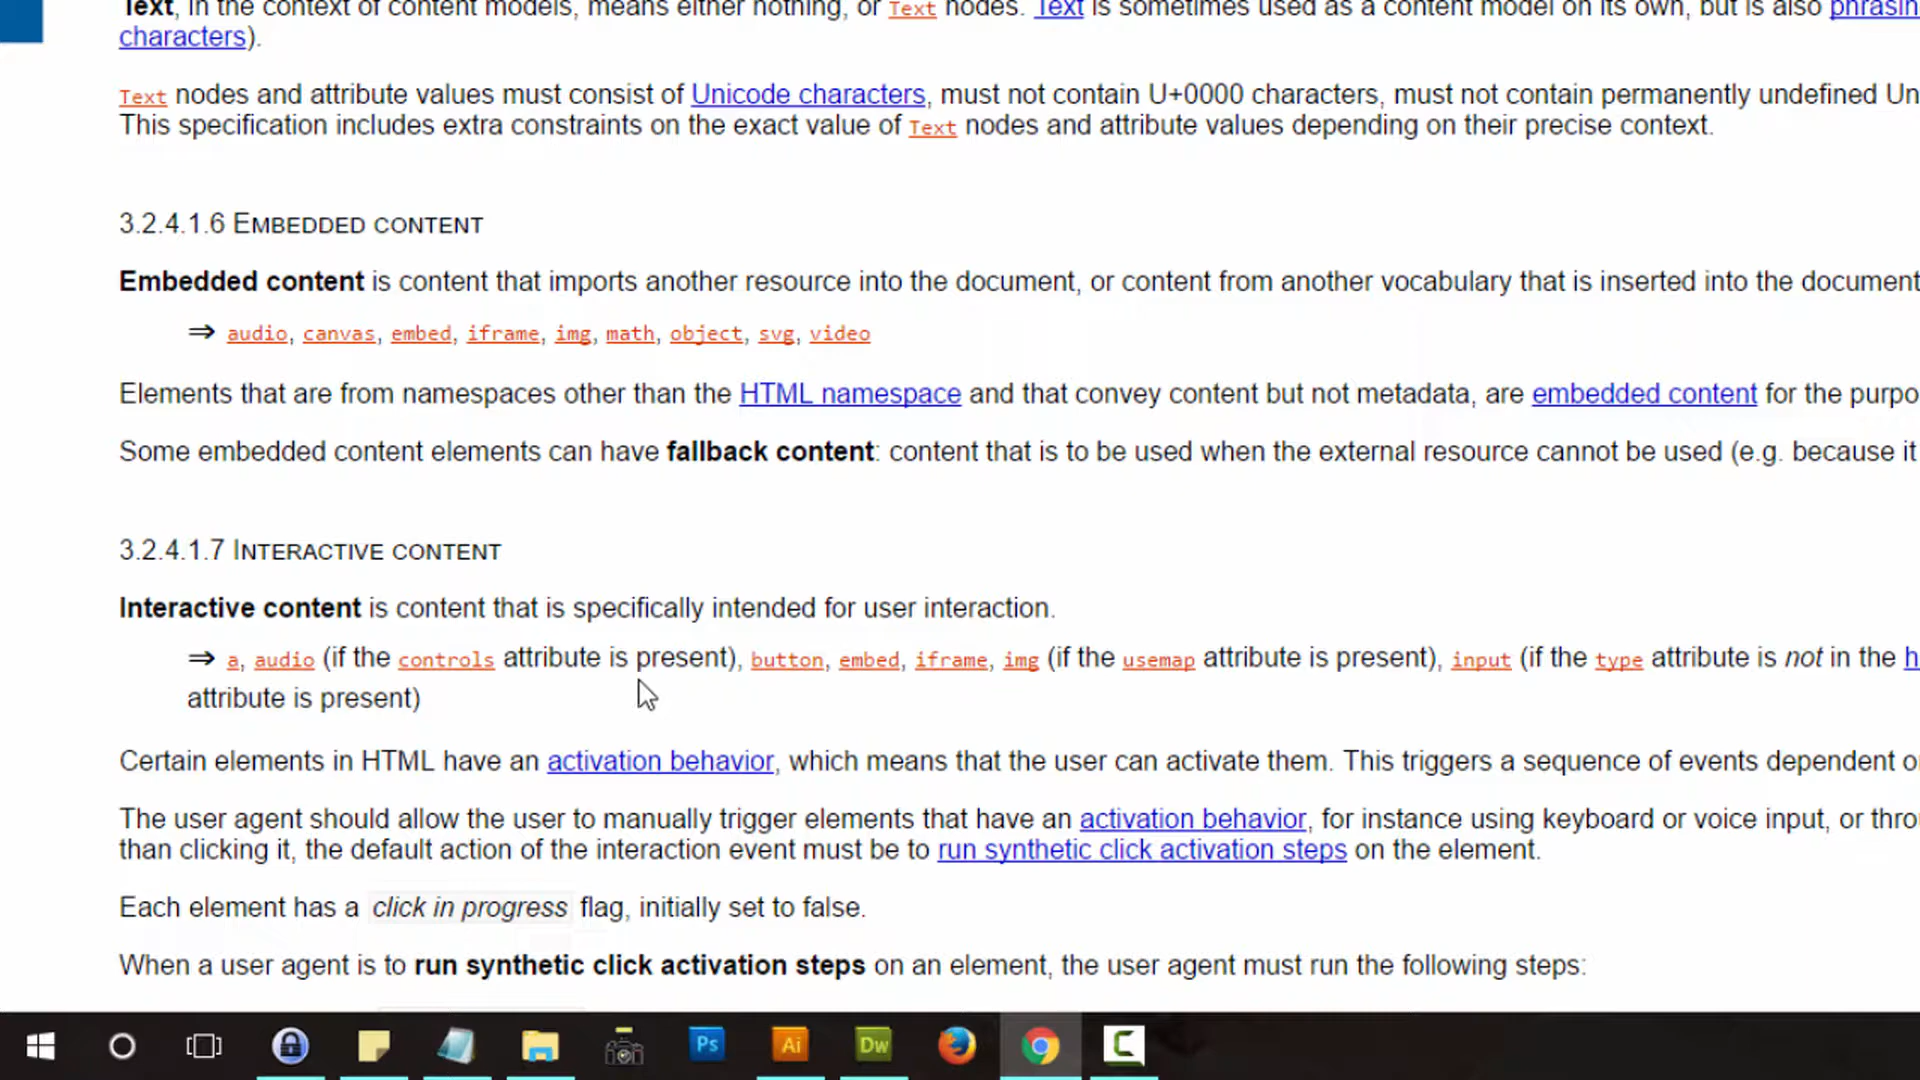 Text, in the context of content models, means either nothing, or Text nodes. Text is sometimes used as a content model on its own, but is also phrasin
characters).
Text nodes and attribute values must consist of Unicode characters, must not contain U+0000 characters, must not contain permanently undefined Un
This specification includes extra constraints on the exact value of Text nodes and attribute values depending on their precise context.
3.2.4.1.6 EMBEDDED CONTENT
Embedded content is content that imports another resource into the document, or content from another vocabulary that is inserted into the document
⇒ audio, canvas, embed, iframe, img, math, object, svg, video
Elements that are from namespaces other than the HTML namespace and that convey content but not metadata, are embedded content for the purpo
Some embedded content elements can have fallback content: content that is to be used when the external resource cannot be used (e.g. because it
3.2.4.1.7 INTERACTIVE CONTENT
Interactive content is content that is specifically intended for user interaction.
⇒ a, audio (if the controls attribute is present), button, embed, iframe, img (if the usemap attribute is present), input (if the type attribute is not in the h
attribute is present)
Certain elements in HTML have an activation behavior, which means that the user can activate them. This triggers a sequence of events dependent o
The user agent should allow the user to manually trigger elements that have an activation behavior, for instance using keyboard or voice input, or thro
than clicking it, the default action of the interaction event must be to run synthetic click activation steps on the element.
Each element has a click in progress flag, initially set to false.
When a user agent is to run synthetic click activation steps on an element, the user agent must run the following steps:
Ps Ai Dw C